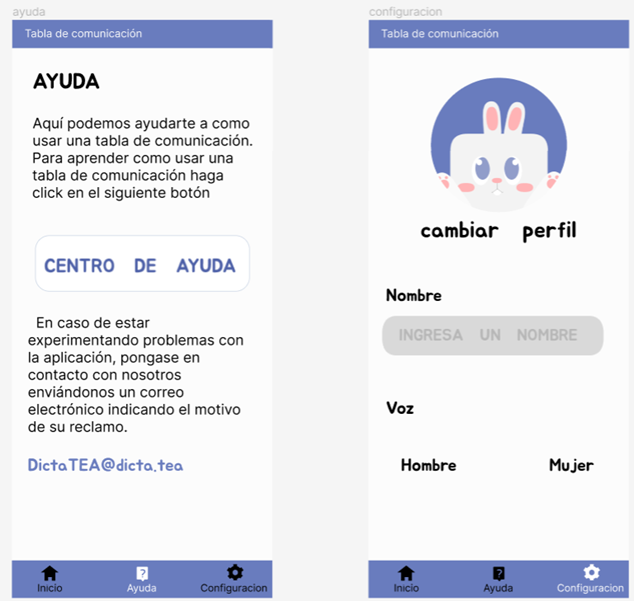 ayuda
Tabla de comunicación
AYUDA
Aquí podemos ayudarte a como
usar una tabla de comunicación.
Para aprender como usar una
tabla de comunicación haga
click en el siguiente botón
CENTRO DE AYUDA
En caso de estar
experimentando problemas con
la aplicación, pongase en
contacto con nosotros
enviándonos un correo
electrónico indicando el motivo
de su reclamo.
DictaTEA@dicta.tea
Inicio
Ayuda
Configuracion
configuracion
Tabla de comunicación
cambiar perfil
Nombre
INGRESA UN NOMBRE
Voz
Hombre
Mujer
Inicio
Ayuda
Configuracion